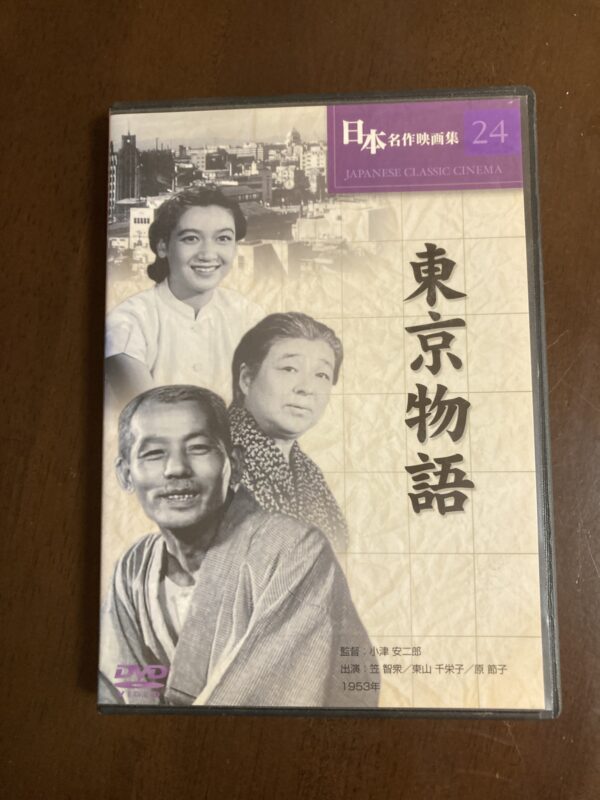 日本名作映画集 24
JAPANESE CLASSIC CINEMA
東京物語
監督：小津 安二郎
出演：笠 智衆／東山 千栄子／原 節子
1953年
DVD
VIDEO